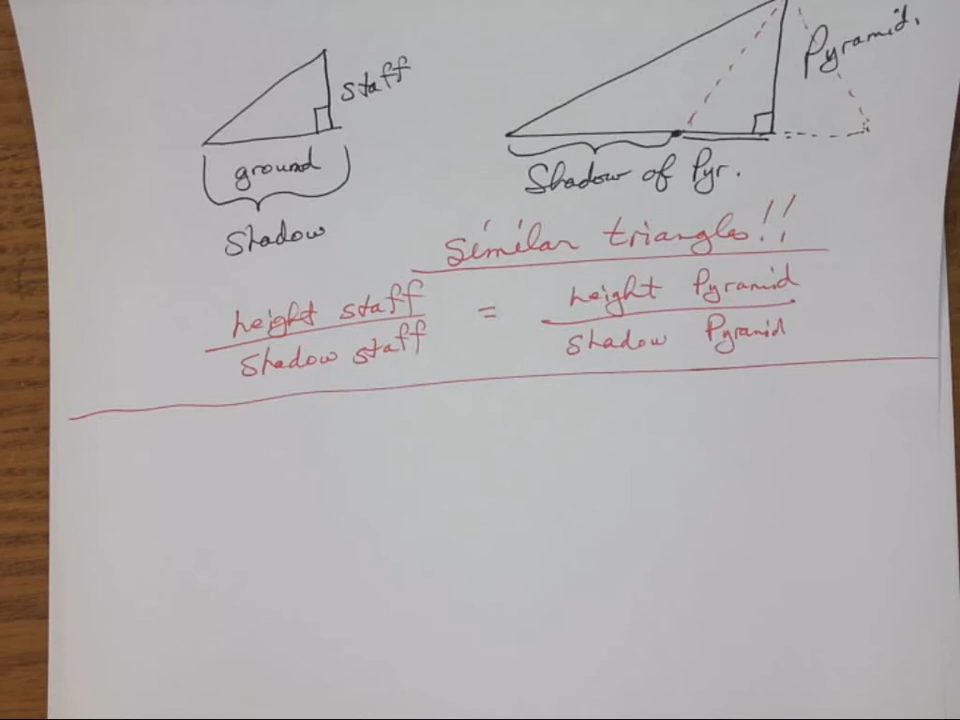 staff
Pyramid.
ground
Shadow of Pyr.
Shadow
Similar triangles!!
height staff = height Pyramid
Shadow staff shadow Pyramid